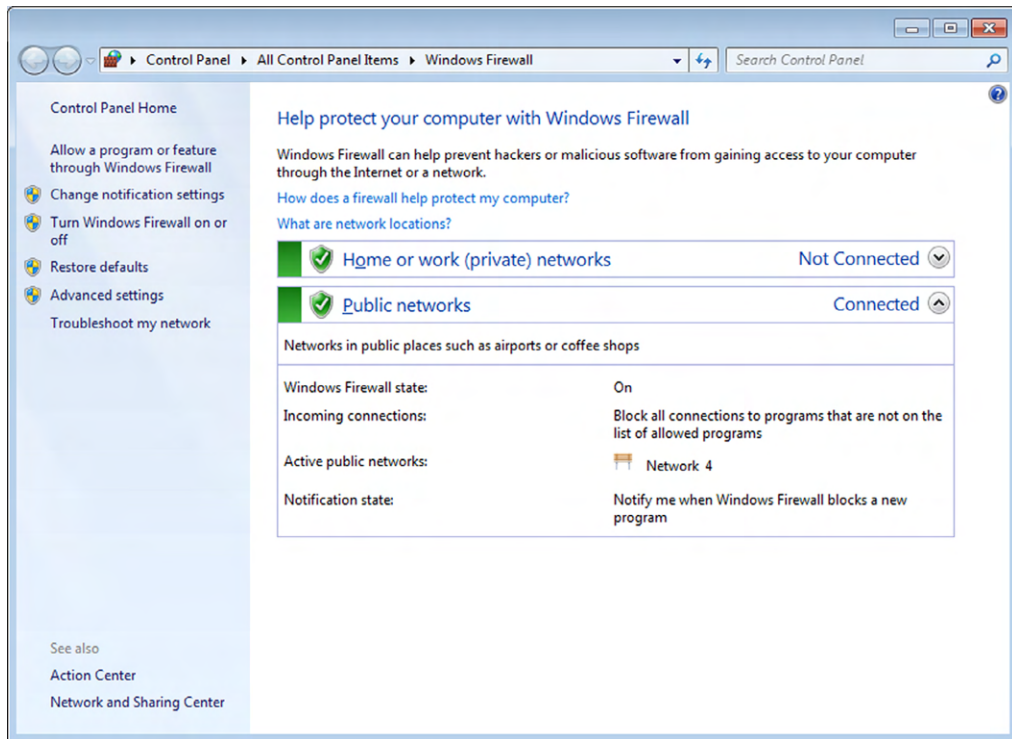 Control Panel ▸ All Control Panel Items ▸ Windows Firewall
Search Control Panel
Control Panel Home
Allow a program or feature
through Windows Firewall
Change notification settings
Turn Windows Firewall on or
off
Restore defaults
Advanced settings
Troubleshoot my network
See also
Action Center
Network and Sharing Center
Help protect your computer with Windows Firewall
Windows Firewall can help prevent hackers or malicious software from gaining access to your computer
through the Internet or a network.
How does a firewall help protect my computer?
What are network locations?
Home or work (private) networks Not Connected
Public networks Connected
Networks in public places such as airports or coffee shops
Windows Firewall state: On
Incoming connections: Block all connections to programs that are not on the
list of allowed programs
Active public networks: Network 4
Notification state: Notify me when Windows Firewall blocks a new
program